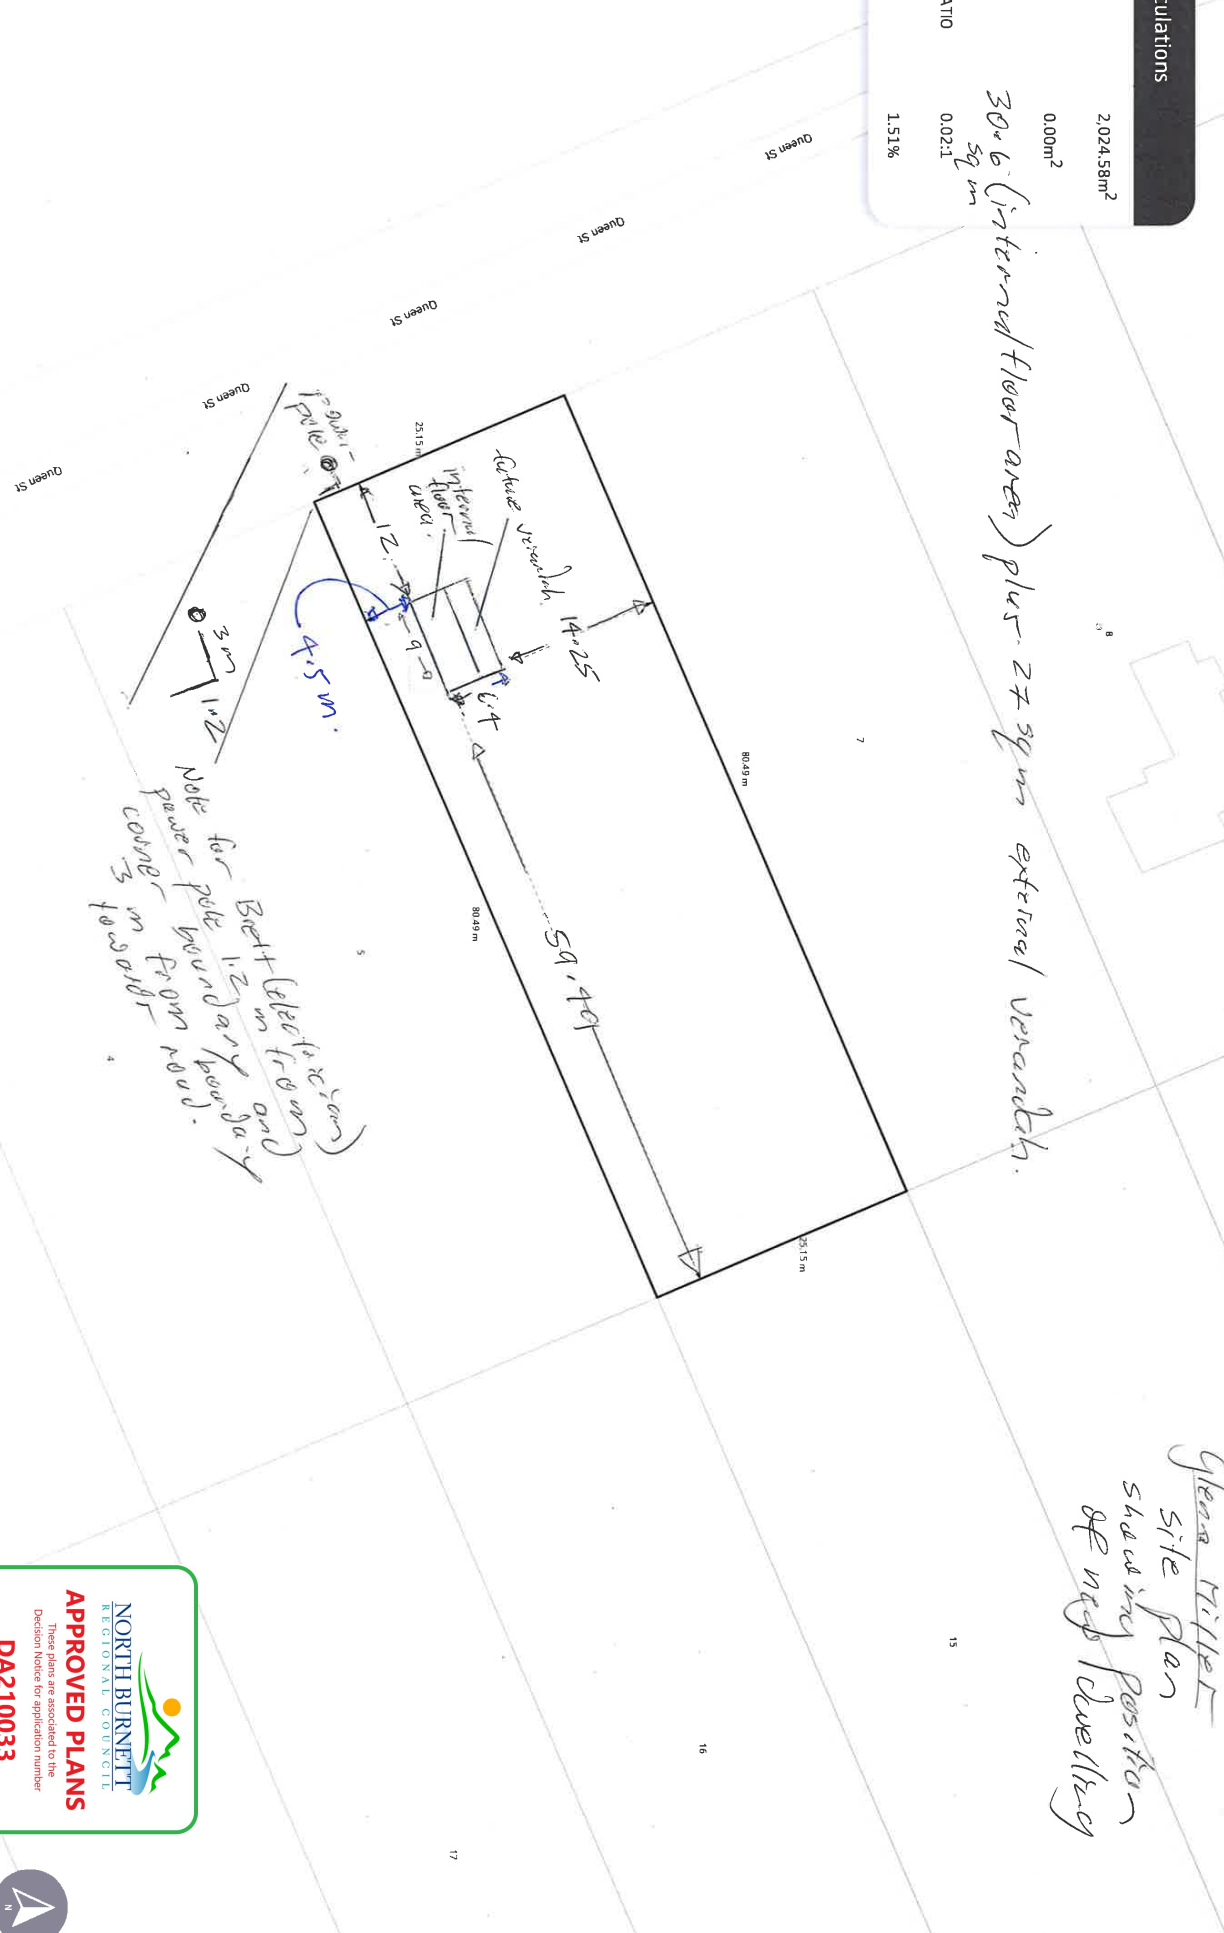 culations
2,024.58m²
0.00m²
30.6 (internal floor area) plus 27 sq m external verandah.
sq m
ATIO
0.02:1
1.51%
Glenn Miller
Site plan
showing position
of new dwelling
Queen St
Queen St
Queen St
Queen St
Queen St
power
pole
25.15 m
internal
floor
area.
future verandah.
12
9
14.25
6.4
4.5 m.
59.49
80.49 m
80.49 m
25.15 m
3m
1.2
Note for Brett (electrician)
power pole 1.2 m from
boundary and
corner boundary
3 m from
towards road.
8
7
5
4
15
16
17
NORTH BURNETT
REGIONAL COUNCIL
APPROVED PLANS
These plans are associated to the
Decision Notice for application number
DA210033
N